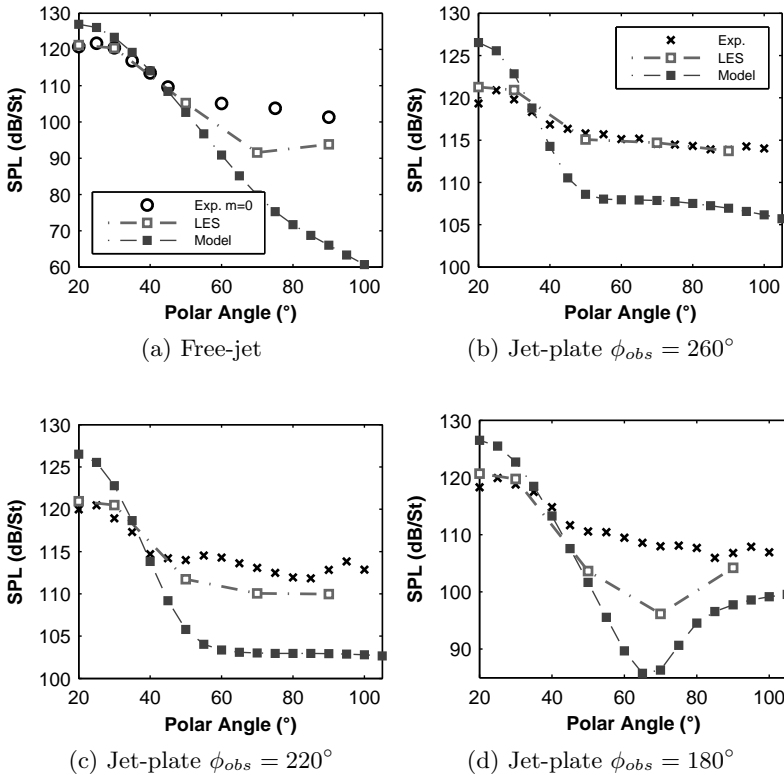 130
120
110
100
90
80
70
60
20
40
60
80
100
SPL (dB/St)
Polar Angle (°)
Exp. m=0
LES
Model
(a) Free-jet
130
125
120
115
110
105
100
20
40
60
80
100
SPL (dB/St)
Polar Angle (°)
Exp.
LES
Model
(b) Jet-plate ϕobs = 260°
130
125
120
115
110
105
100
20
40
60
80
100
SPL (dB/St)
Polar Angle (°)
(c) Jet-plate ϕobs = 220°
130
120
110
100
90
20
40
60
80
100
SPL (dB/St)
Polar Angle (°)
(d) Jet-plate ϕobs = 180°